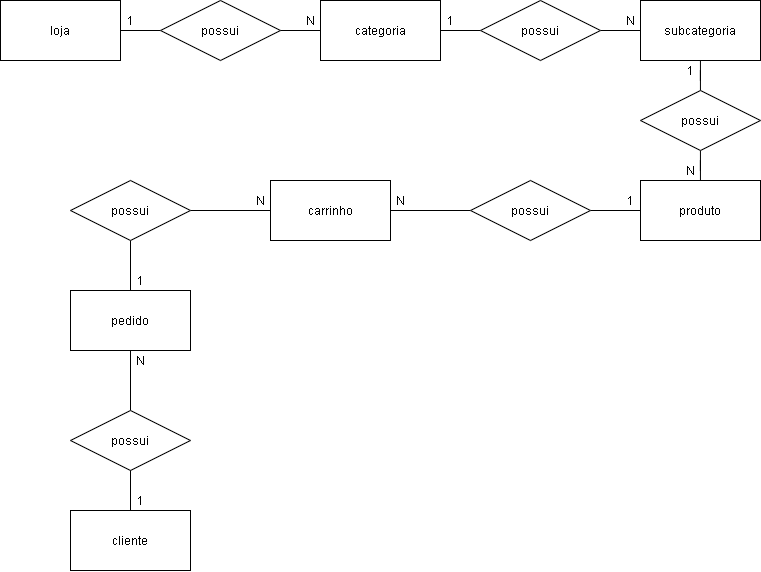 loja
1
possui
N
categoria
1
possui
N
subcategoria
1
possui
N
produto
1
possui
N
carrinho
N
possui
1
pedido
N
possui
1
cliente